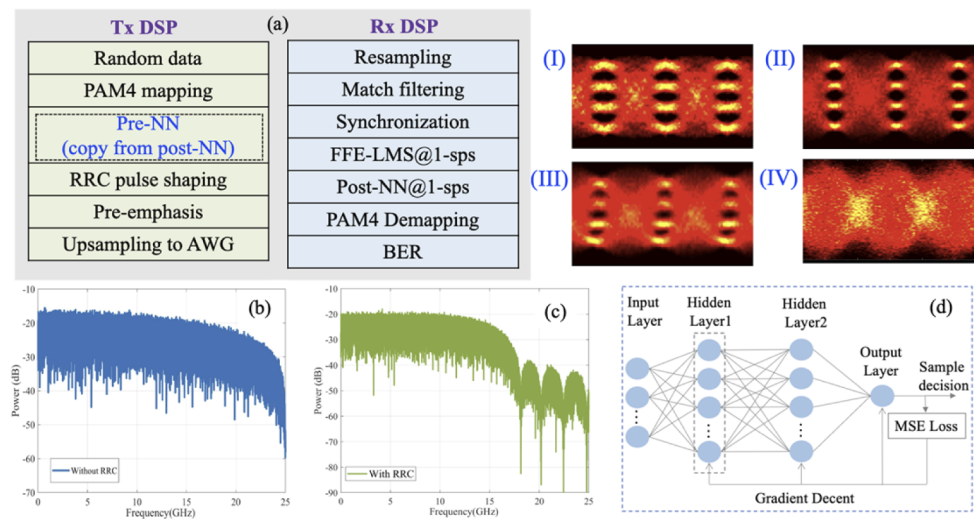 Tx DSP
(a)
Rx DSP
Random data
PAM4 mapping
Pre-NN
(copy from post-NN)
RRC pulse shaping
Pre-emphasis
Upsampling to AWG
Resampling
Match filtering
Synchronization
FFE-LMS@1-sps
Post-NN@1-sps
PAM4 Demapping
BER
(I)
(II)
(III)
(IV)
(b)
Power (dB)
-10
-20
-30
-40
-50
-60
-70
0
5
10
15
20
25
Frequency(GHz)
Without RRC
(c)
Power (dB)
-10
-20
-30
-40
-50
-60
-70
-80
-90
0
5
10
15
20
25
Frequency(GHz)
With RRC
(d)
Input
Layer
Hidden
Layer1
Hidden
Layer2
Output
Layer
Sample
decision
MSE Loss
Gradient Decent